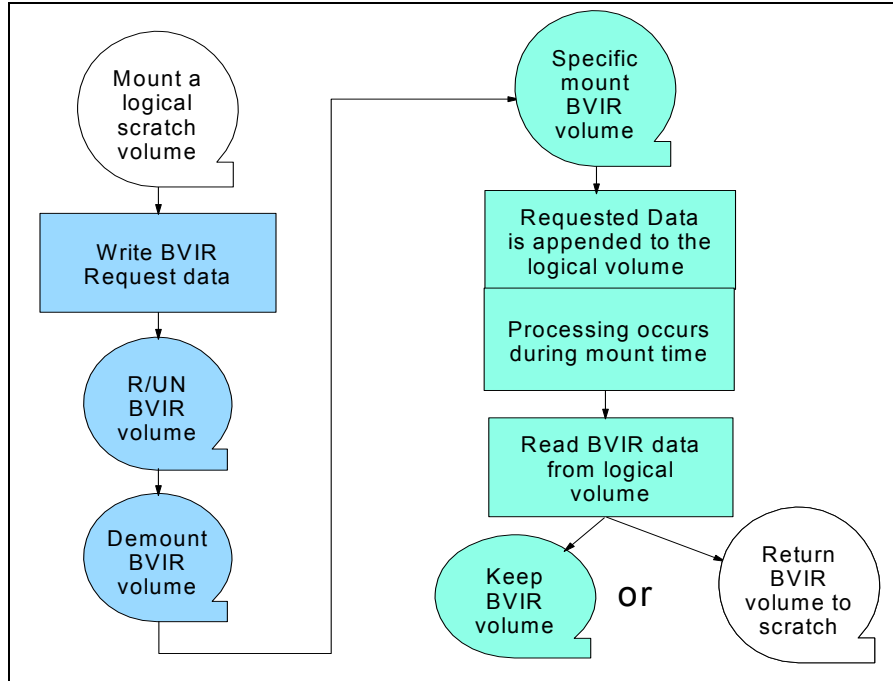 Mount a
logical
scratch
volume
Write BVIR
Request data
R/UN
BVIR
volume
Demount
BVIR
volume
Specific
mount
BVIR
volume
Requested Data
is appended to the
logical volume
Processing occurs
during mount time
Read BVIR data
from logical
volume
Keep
BVIR
volume
or
Return
BVIR
volume to
scratch